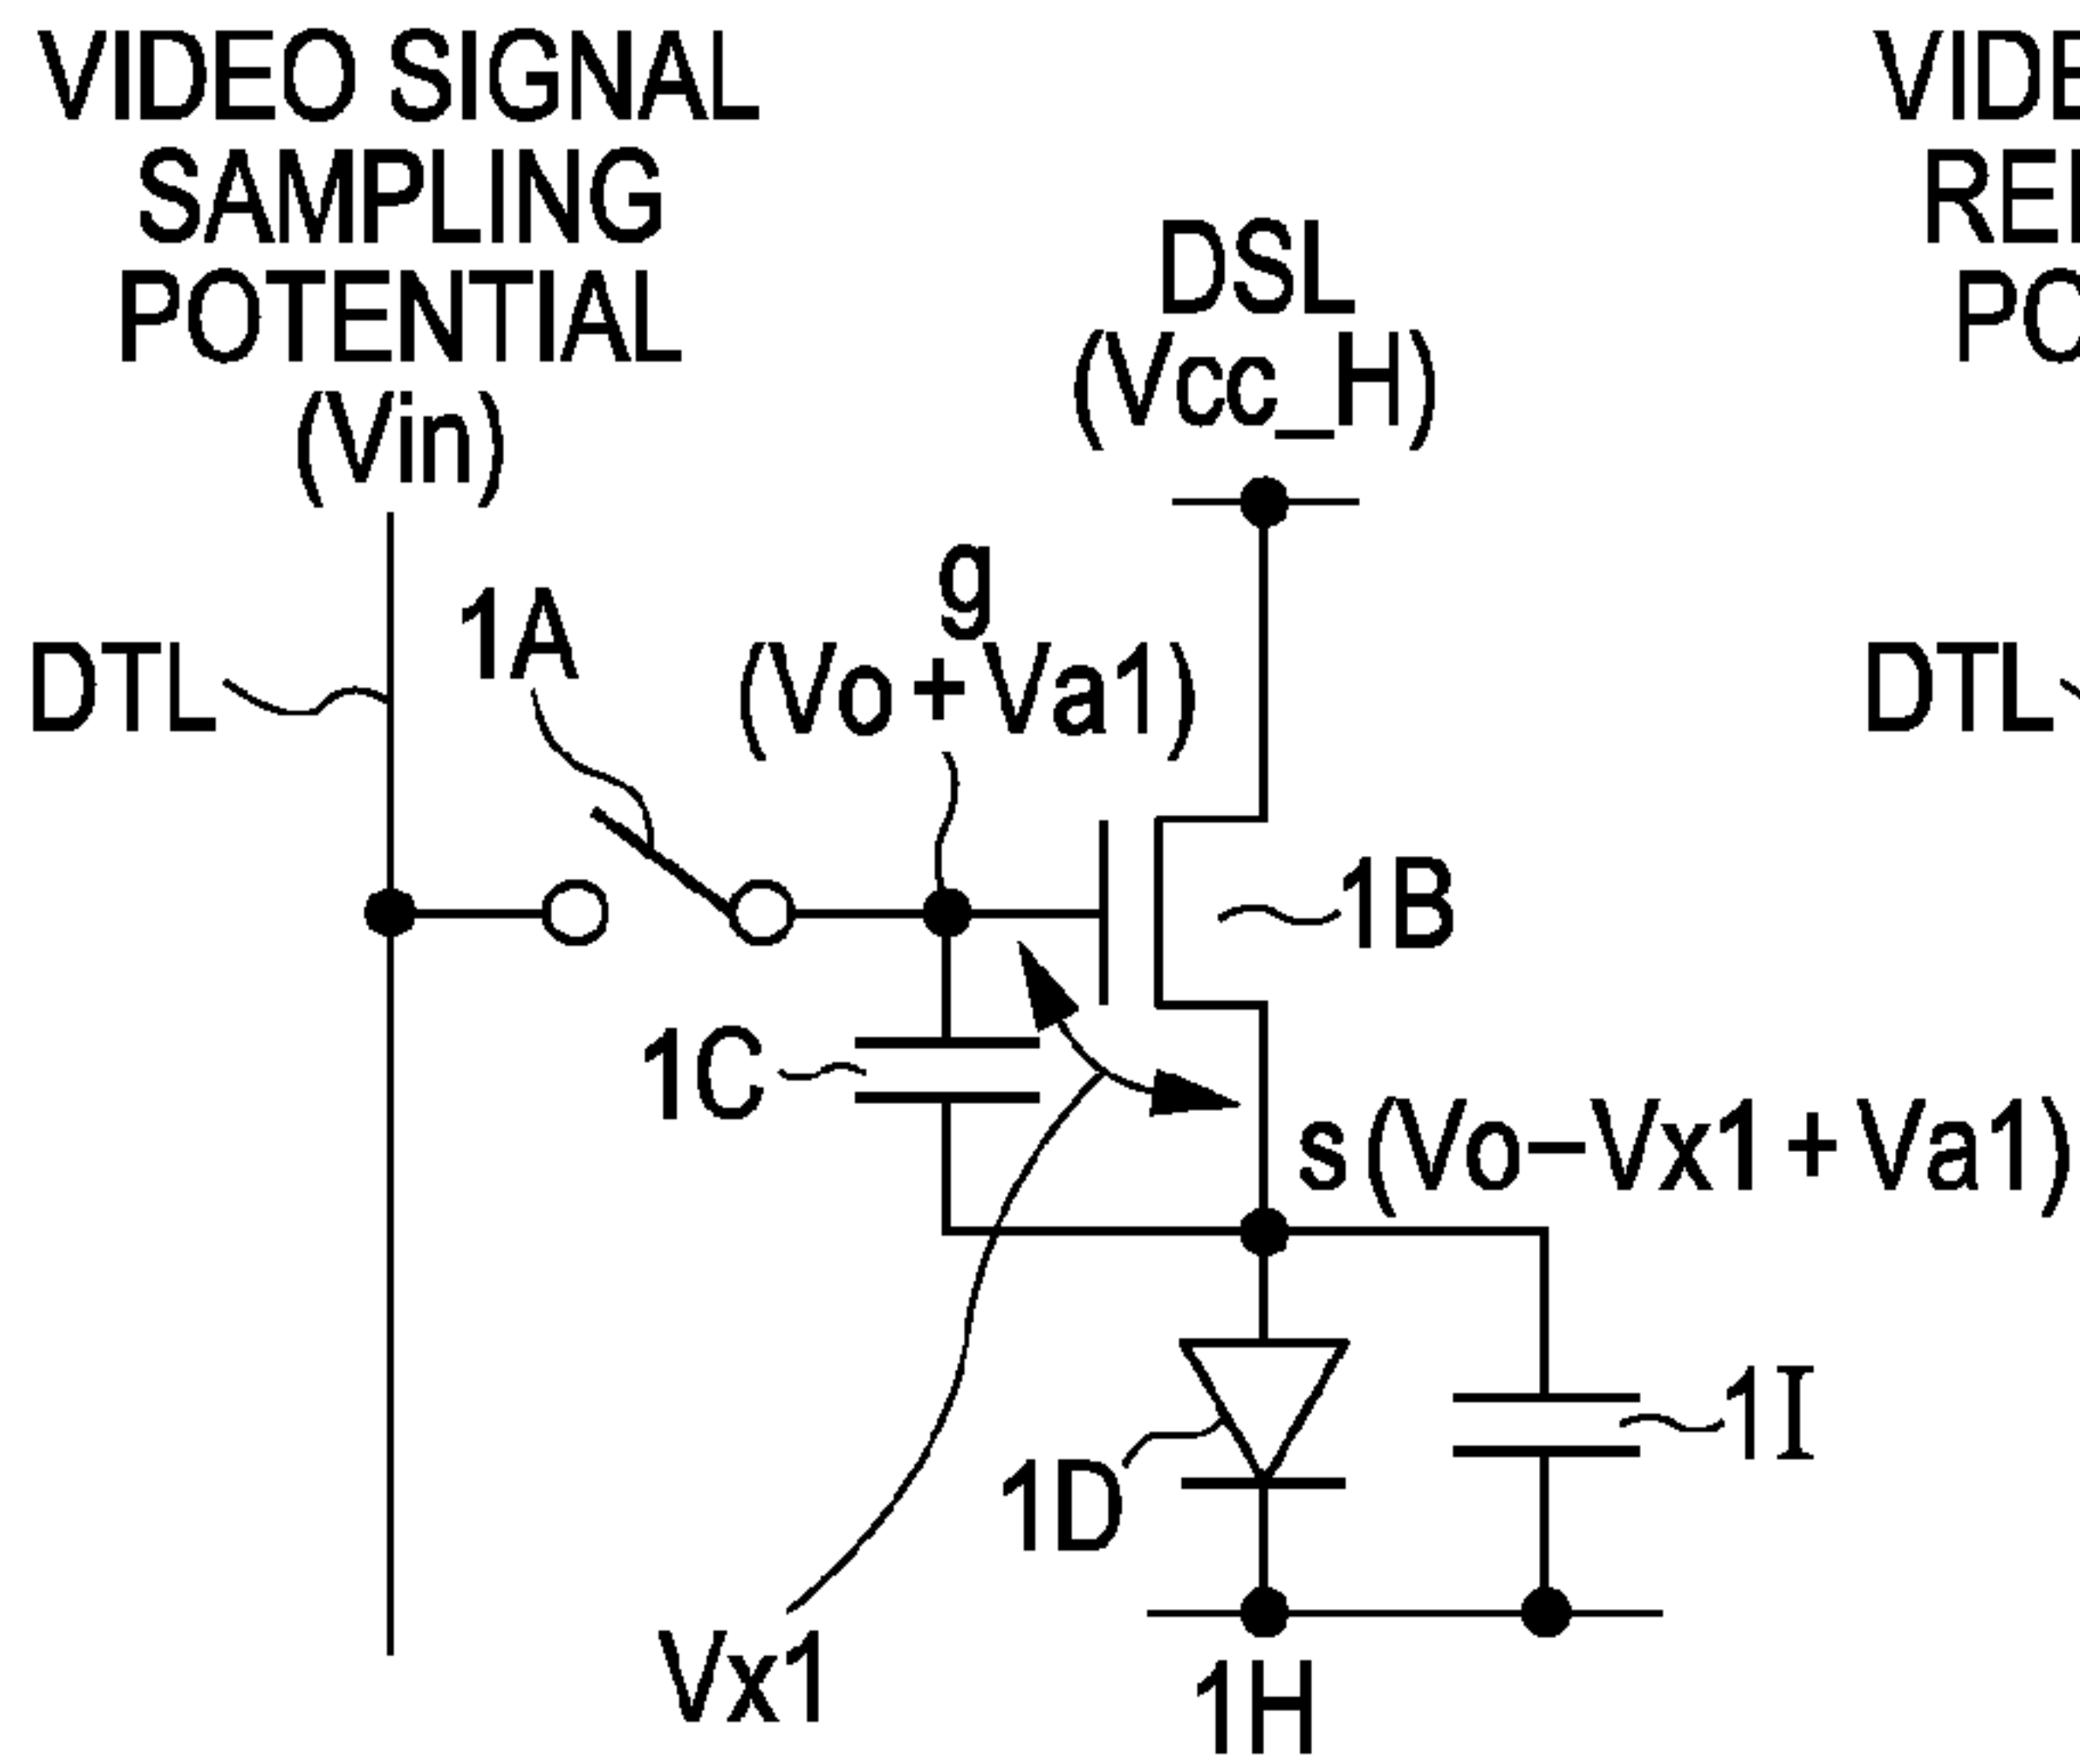 VIDEO SIGNAL
SAMPLING
POTENTIAL
(Vin)
DSL
(Vcc_H)
g
(Vo + Va1)
1A
DTL
1B
1C
s (Vo − Vx1 + Va1)
1D
1I
Vx1
1H
DTL